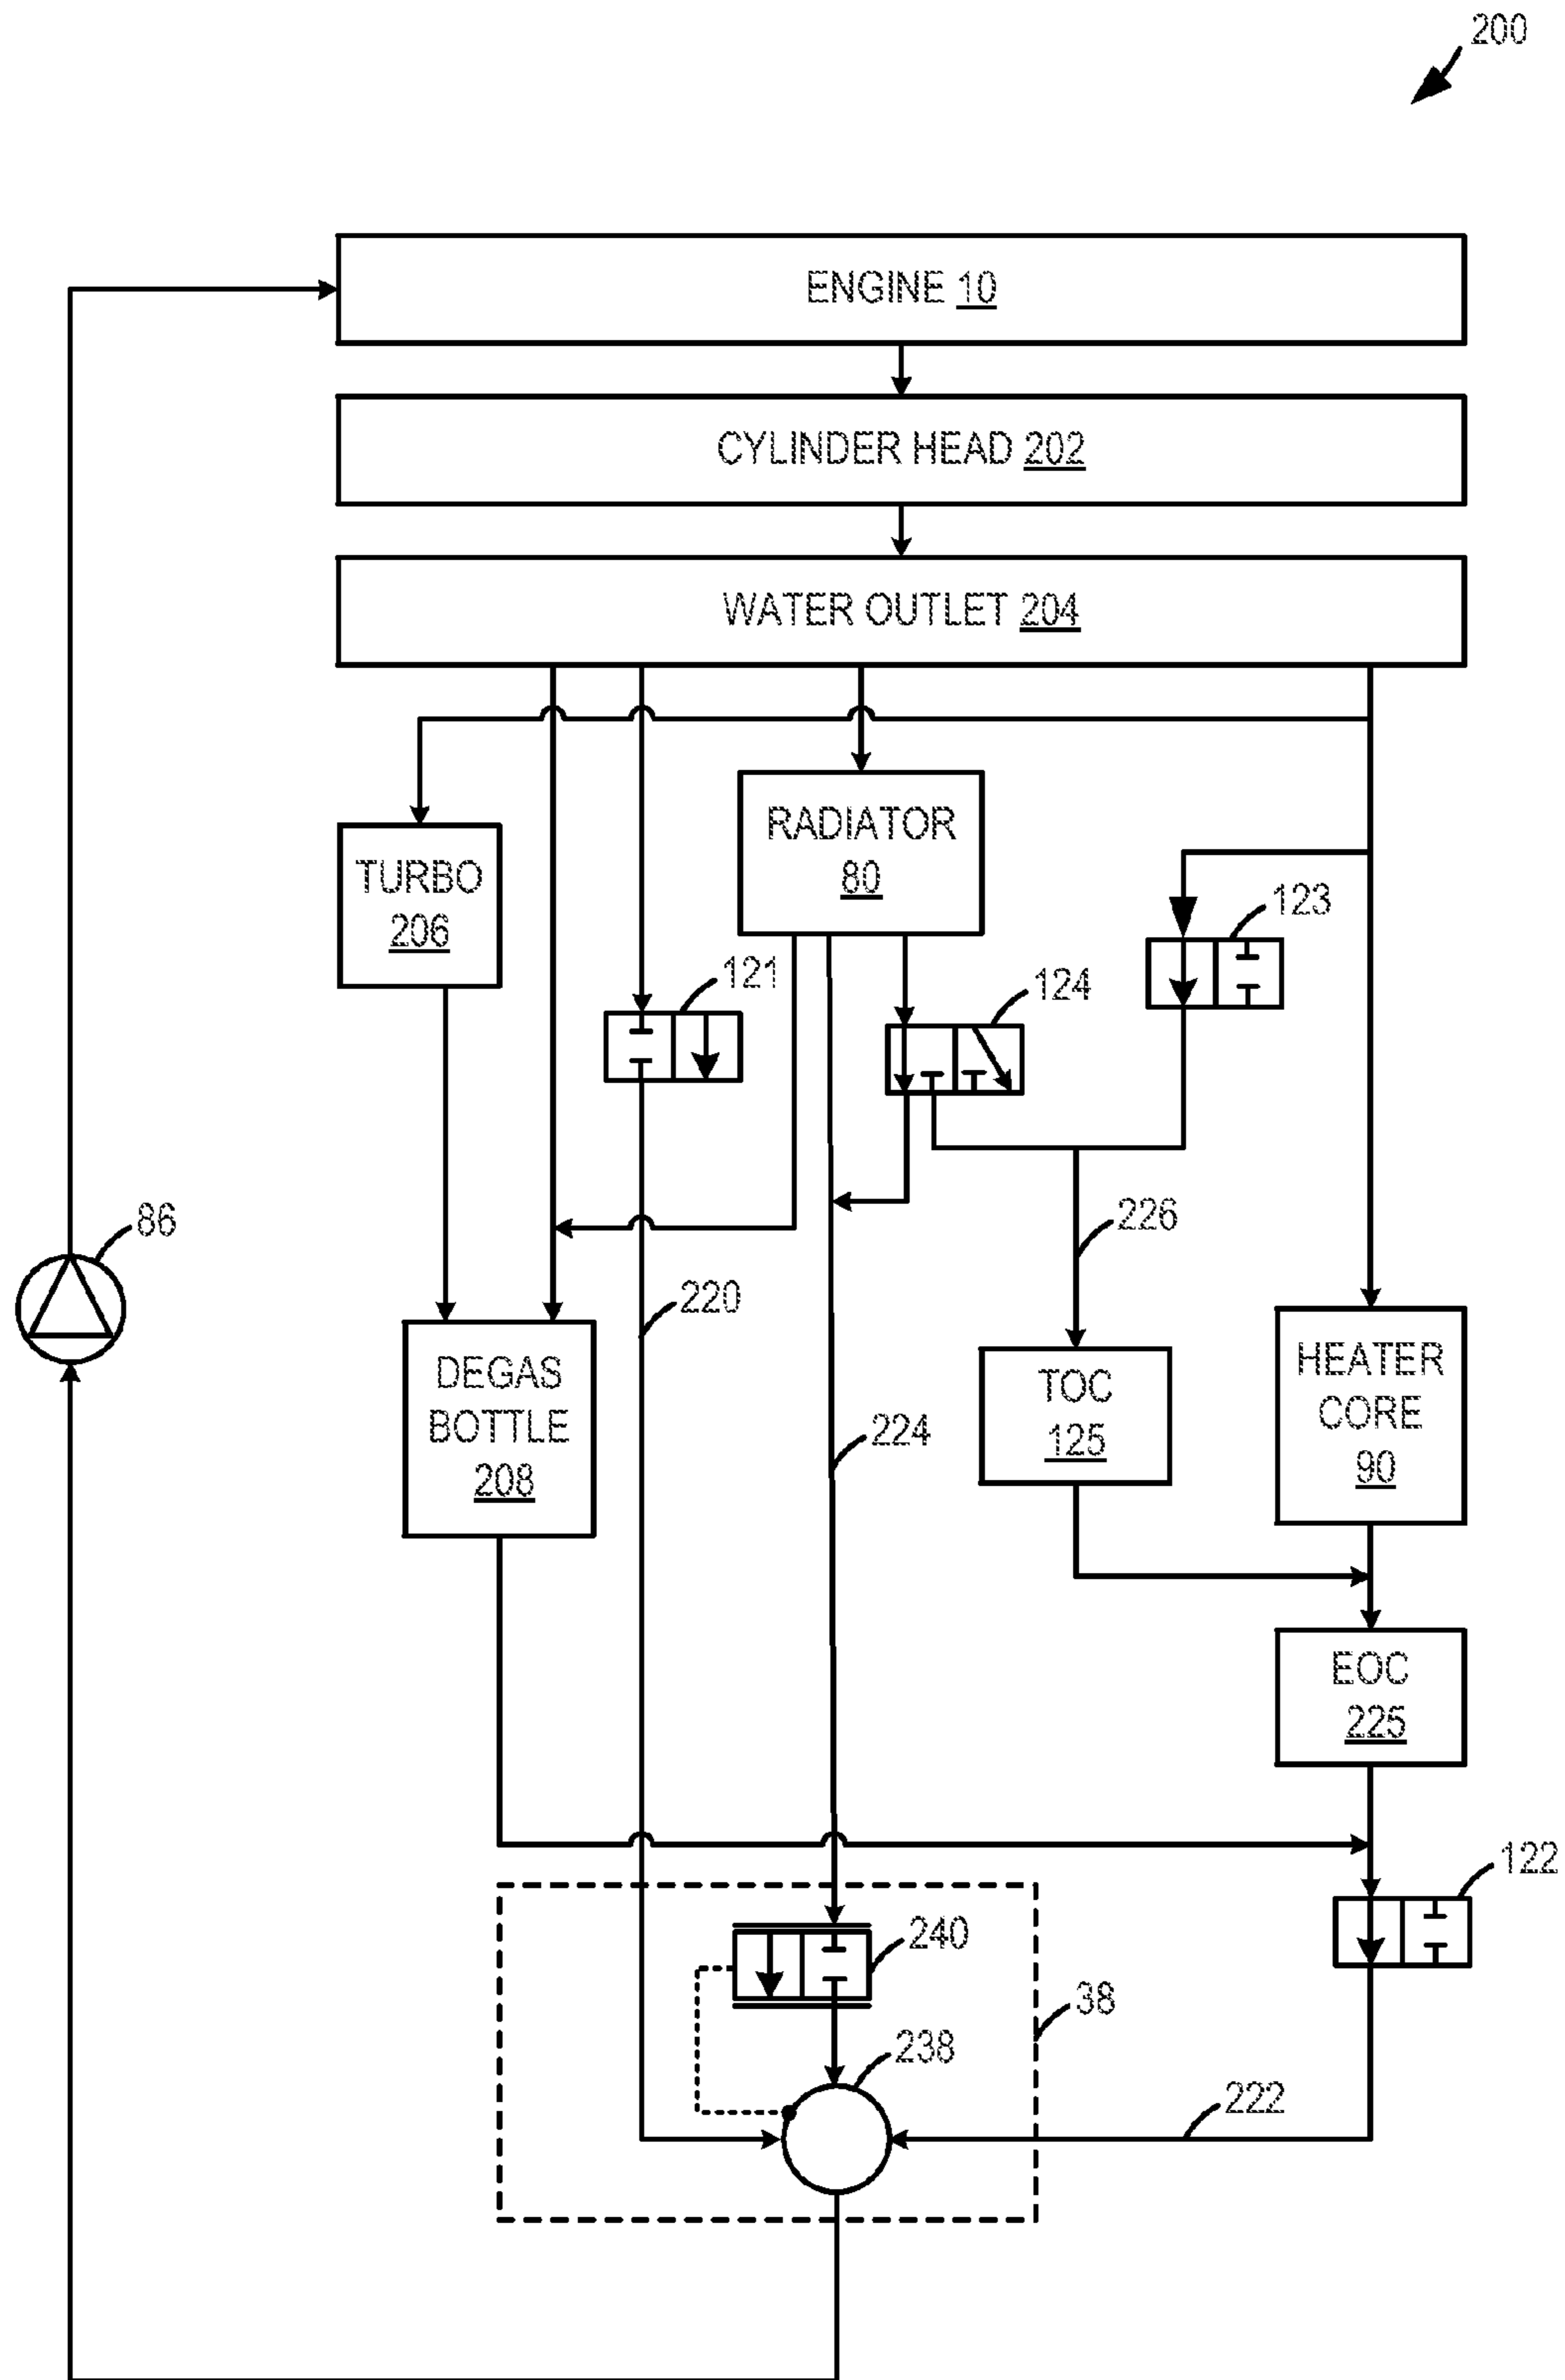 200
ENGINE 10
CYLINDER HEAD 202
WATER OUTLET 204
RADIATOR
80
TURBO
206
123
121
124
86
226
220
DEGAS
BOTTLE
208
TOC
125
HEATER
CORE
90
224
EOC
225
122
240
38
238
222